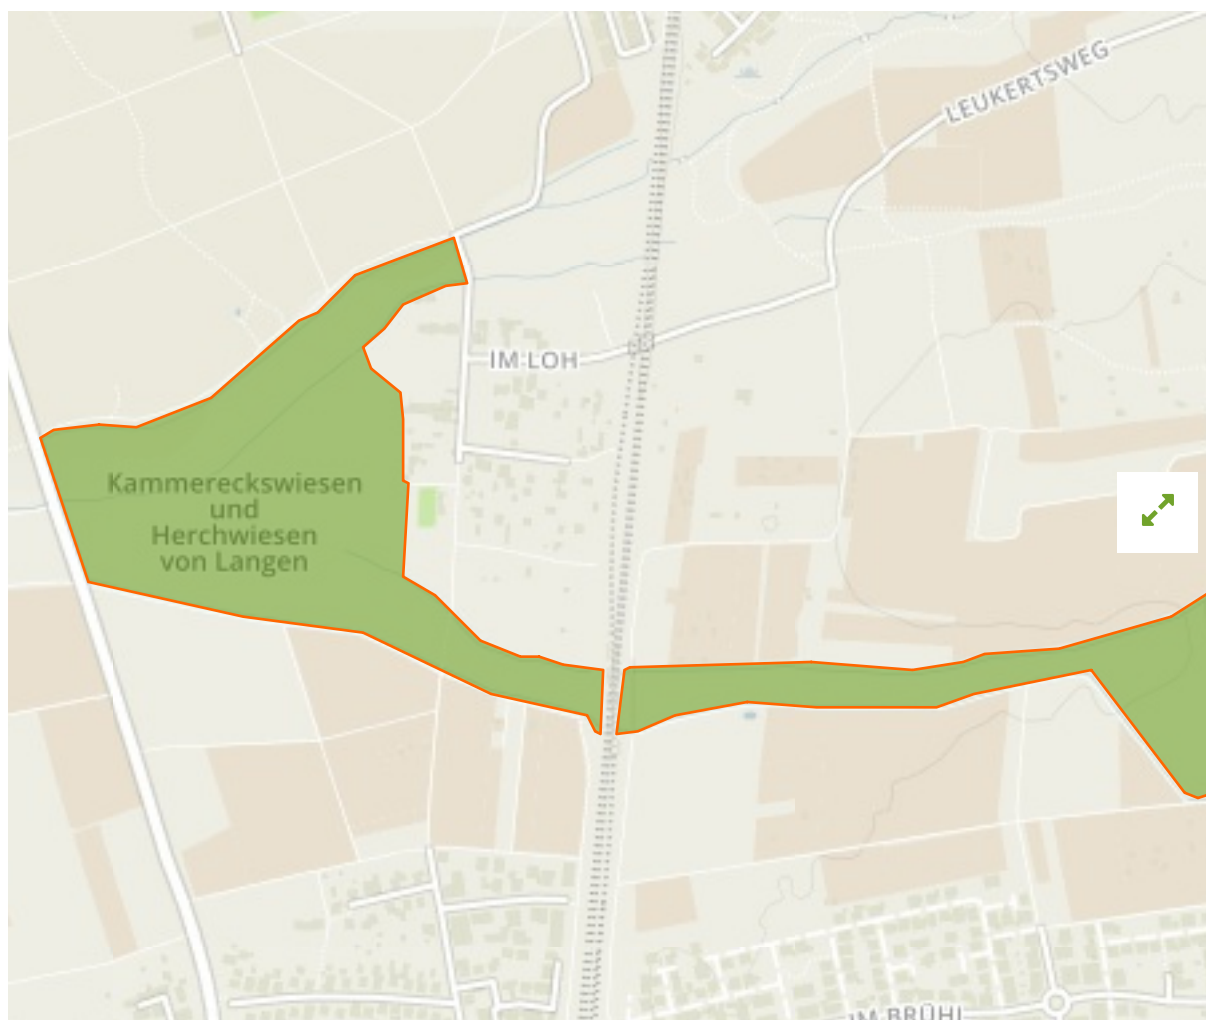 LEUKERTSWEG
IM LOH
Kammereckswiesen
und
Herchwiesen
von Langen
IM BRÜHL